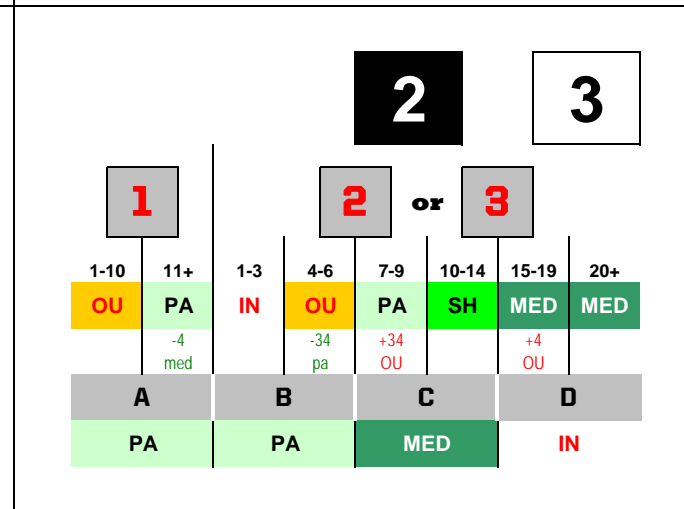 2 3
1 2 or 3
1-10 11+ 1-3 4-6 7-9 10-14 15-19 20+
OU PA IN OU PA SH MED MED
-4 -34 +34 +4
med pa OU OU
A B C D
PA PA MED IN